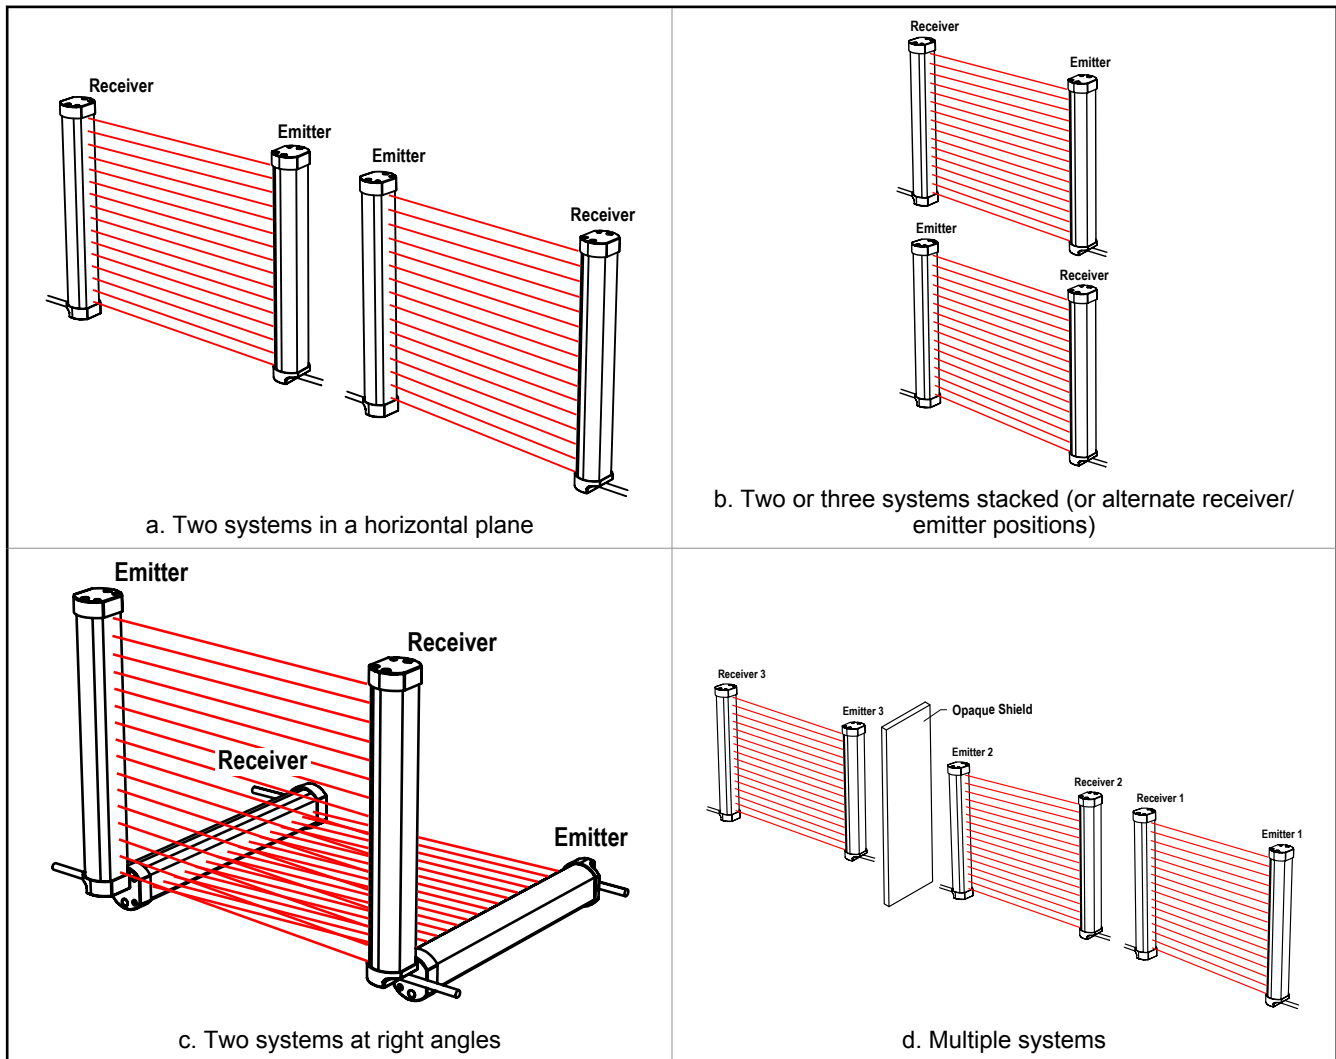 Receiver
Emitter
Emitter
Receiver
a. Two systems in a horizontal plane
Receiver
Emitter
Emitter
Receiver
b. Two or three systems stacked (or alternate receiver/
emitter positions)
Emitter
Receiver
Receiver
Emitter
c. Two systems at right angles
Receiver 3
Emitter 3
Opaque Shield
Emitter 2
Receiver 2
Receiver 1
Emitter 1
d. Multiple systems